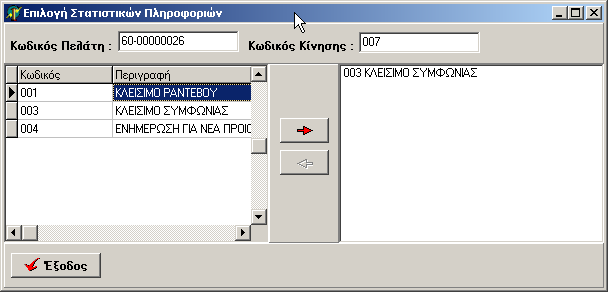 Επιλογή Στατιστικών Πληροφοριών
Κωδικός Πελάτη : 60-00000026 Κωδικός Κίνησης : 007
Κωδικός Περιγραφή
001 ΚΛΕΙΣΙΜΟ ΡΑΝΤΕΒΟΥ
003 ΚΛΕΙΣΙΜΟ ΣΥΜΦΩΝΙΑΣ
004 ΕΝΗΜΕΡΩΣΗ ΓΙΑ ΝΕΑ ΠΡΟΙΟ
003 ΚΛΕΙΣΙΜΟ ΣΥΜΦΩΝΙΑΣ
Έξοδος